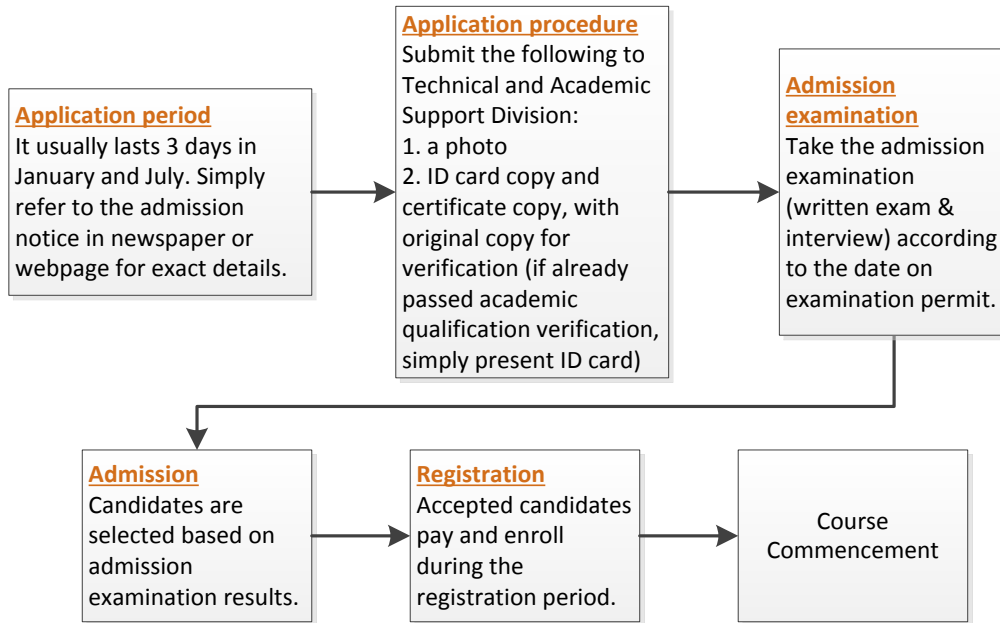 Application period
It usually lasts 3 days in
January and July. Simply
refer to the admission
notice in newspaper or
webpage for exact details.
Application procedure
Submit the following to
Technical and Academic
Support Division:
1. a photo
2. ID card copy and
certificate copy, with
original copy for
verification (if already
passed academic
qualification verification,
simply present ID card)
Admission
examination
Take the admission
examination
(written exam &
interview) according
to the date on
examination permit.
Admission
Candidates are
selected based on
admission
examination results.
Registration
Accepted candidates
pay and enroll
during the
registration period.
Course
Commencement